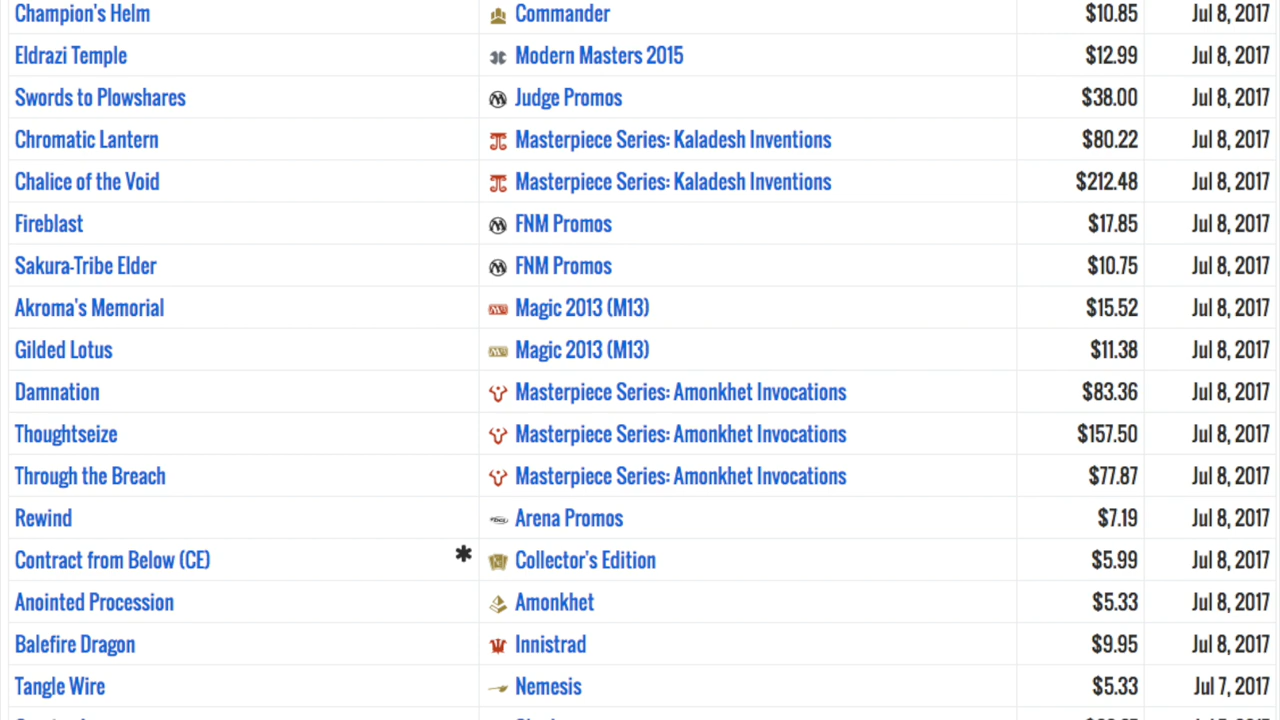 Champion's Helm Commander $10.85 Jul 8, 2017
Eldrazi Temple Modern Masters 2015 $12.99 Jul 8, 2017
Swords to Plowshares Judge Promos $38.00 Jul 8, 2017
Chromatic Lantern Masterpiece Series: Kaladesh Inventions $80.22 Jul 8, 2017
Chalice of the Void Masterpiece Series: Kaladesh Inventions $212.48 Jul 8, 2017
Fireblast FNM Promos $17.85 Jul 8, 2017
Sakura-Tribe Elder FNM Promos $10.75 Jul 8, 2017
Akroma's Memorial Magic 2013 (M13) $15.52 Jul 8, 2017
Gilded Lotus Magic 2013 (M13) $11.38 Jul 8, 2017
Damnation Masterpiece Series: Amonkhet Invocations $83.36 Jul 8, 2017
Thoughtseize Masterpiece Series: Amonkhet Invocations $157.50 Jul 8, 2017
Through the Breach Masterpiece Series: Amonkhet Invocations $77.87 Jul 8, 2017
Rewind Arena Promos $7.19 Jul 8, 2017
Contract from Below (CE) * Collector's Edition $5.99 Jul 8, 2017
Anointed Procession Amonkhet $5.33 Jul 8, 2017
Balefire Dragon Innistrad $9.95 Jul 8, 2017
Tangle Wire Nemesis $5.33 Jul 7, 2017